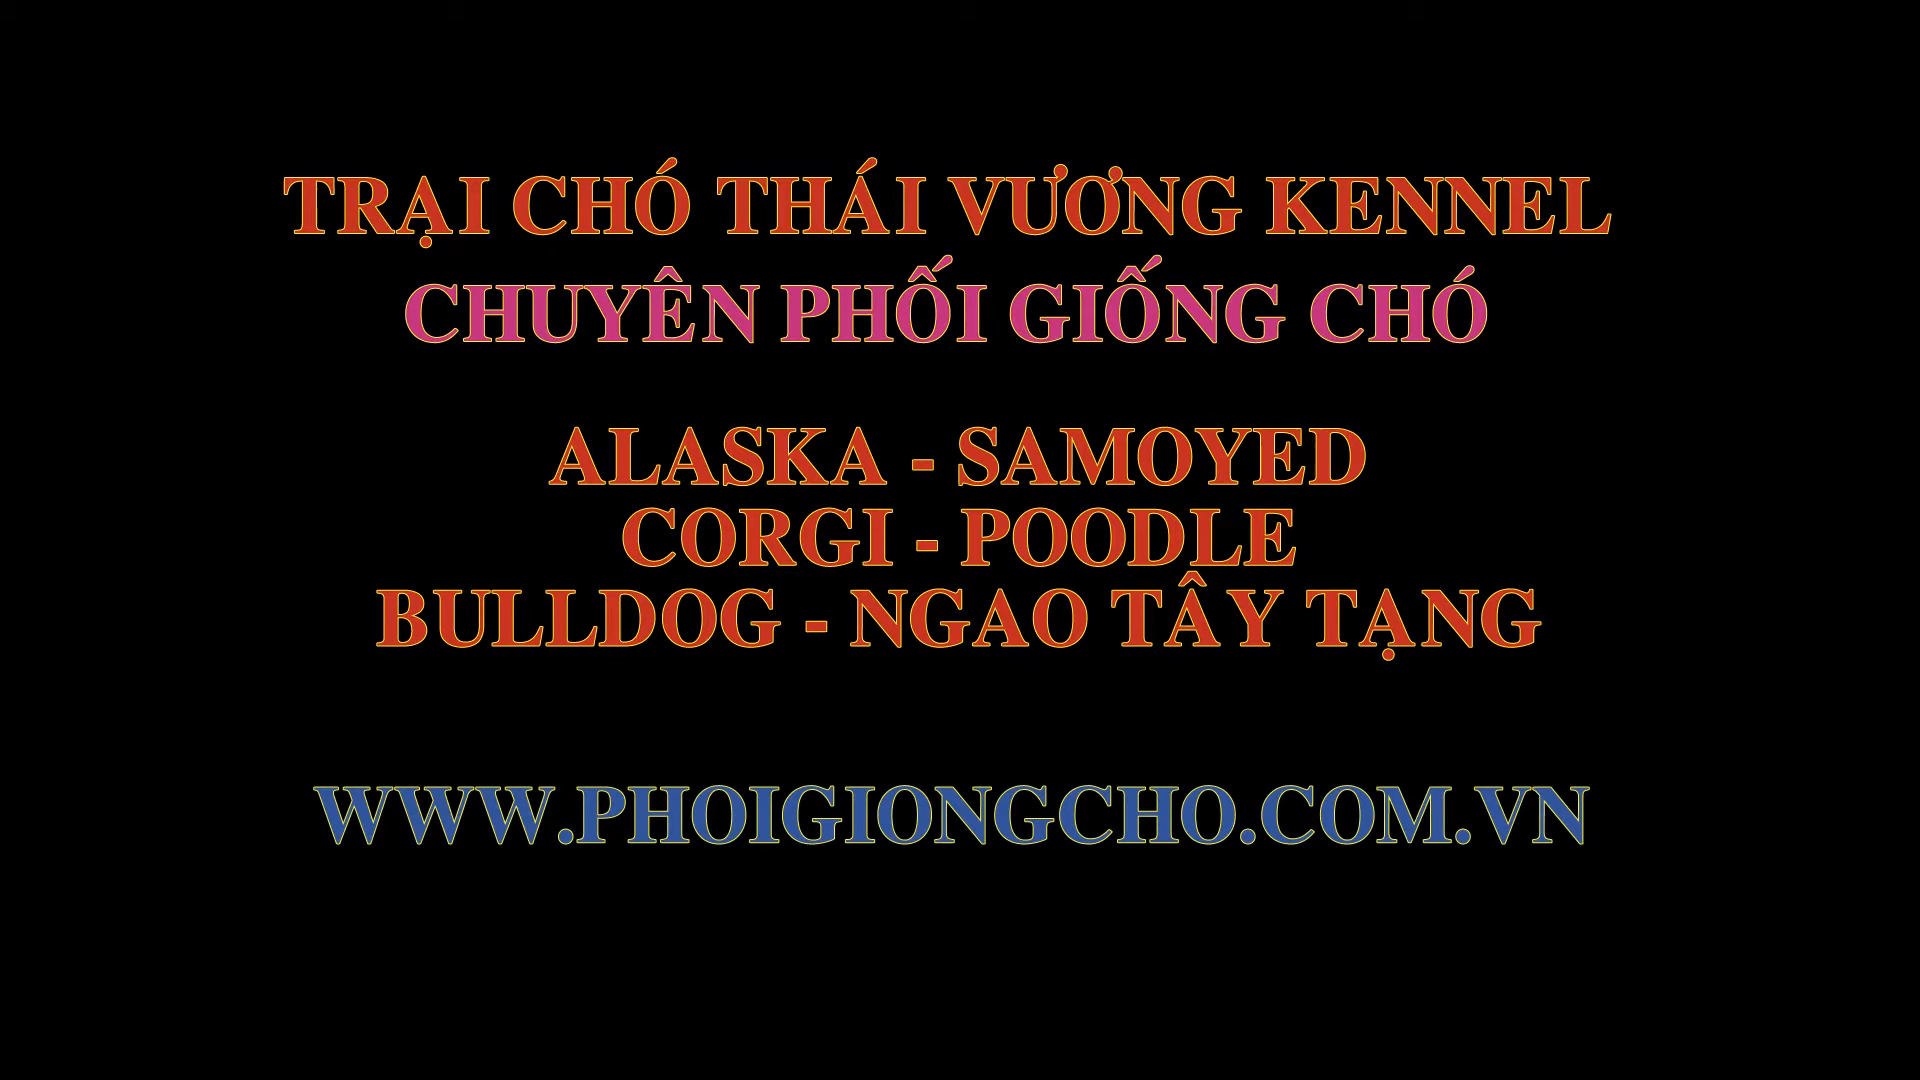 TRẠI CHÓ THÁI VƯƠNG KENNEL
CHUYÊN PHỐI GIỐNG CHÓ
ALASKA - SAMOYED
CORGI - POODLE
BULLDOG - NGAO TÂY TẠNG
WWW.PHOIGIONGCHO.COM.VN